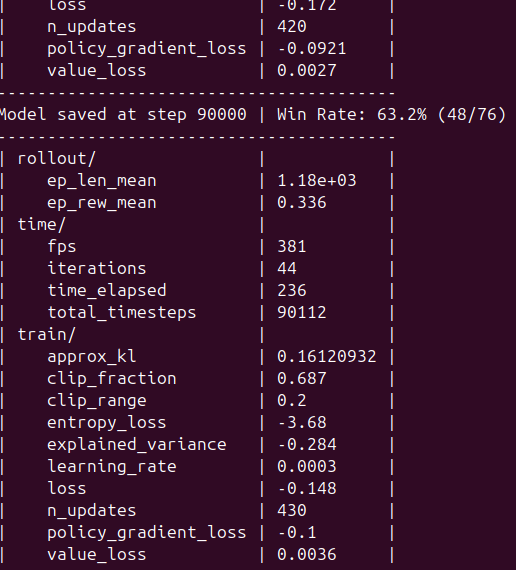 |    loss                 | -0.172     |
|    n_updates            | 420        |
|    policy_gradient_loss | -0.0921    |
|    value_loss           | 0.0027     |
----------------------------------------
Model saved at step 90000 | Win Rate: 63.2% (48/76)
----------------------------------------
| rollout/                |            |
|    ep_len_mean          | 1.18e+03   |
|    ep_rew_mean          | 0.336      |
| time/                   |            |
|    fps                  | 381        |
|    iterations           | 44         |
|    time_elapsed         | 236        |
|    total_timesteps      | 90112      |
| train/                  |            |
|    approx_kl            | 0.16120932 |
|    clip_fraction        | 0.687      |
|    clip_range           | 0.2        |
|    entropy_loss         | -3.68      |
|    explained_variance   | -0.284     |
|    learning_rate        | 0.0003     |
|    loss                 | -0.148     |
|    n_updates            | 430        |
|    policy_gradient_loss | -0.1       |
|    value_loss           | 0.0036     |